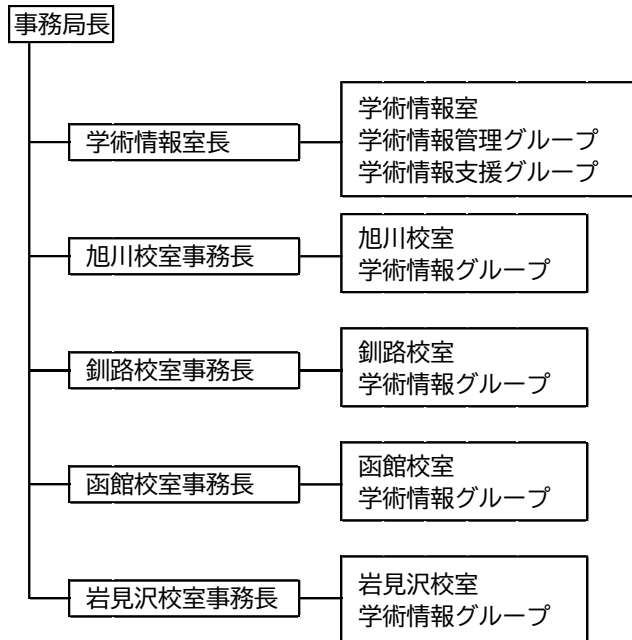 事務局長
学術情報室長
学術情報室
学術情報管理グループ
学術情報支援グループ
旭川校室事務長
旭川校室
学術情報グループ
釧路校室事務長
釧路校室
学術情報グループ
函館校室事務長
函館校室
学術情報グループ
岩見沢校室事務長
岩見沢校室
学術情報グループ